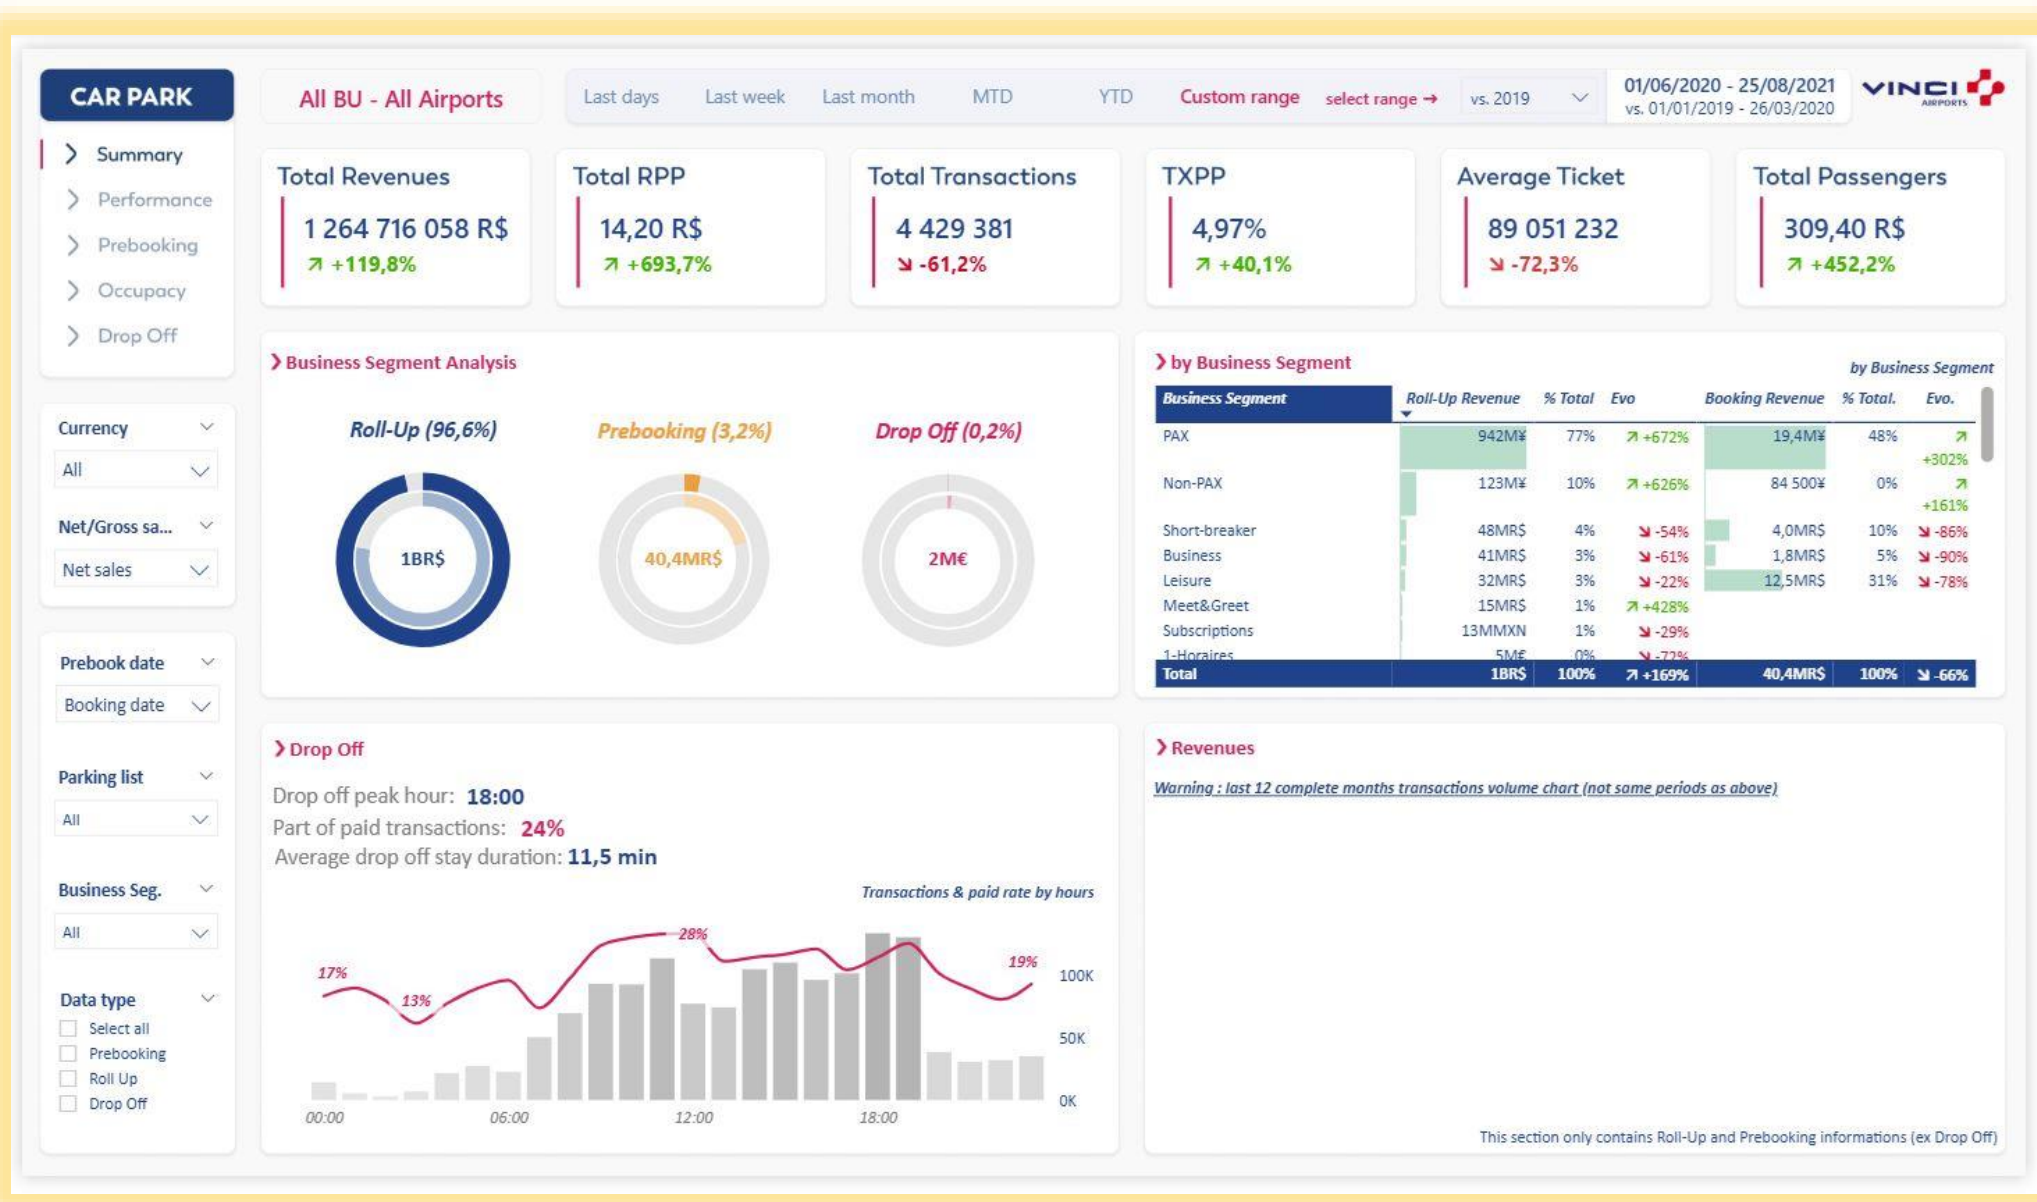 CAR PARK
All BU - All Airports
Last days
Last week
Last month
MTD
YTD
Custom range
select range →
vs. 2019
01/06/2020 - 25/08/2021
vs. 01/01/2019 - 26/03/2020
VINCI
AIRPORTS
Summary
Performance
Prebooking
Occupacy
Drop Off
Total Revenues
1 264 716 058 R$
↗ +119,8%
Total RPP
14,20 R$
↗ +693,7%
Total Transactions
4 429 381
↘ -61,2%
TXPP
4,97%
↗ +40,1%
Average Ticket
89 051 232
↘ -72,3%
Total Passengers
309,40 R$
↗ +452,2%
Currency
All
Net/Gross sa...
Net sales
Prebook date
Booking date
Parking list
All
Business Seg.
All
Data type
Select all
Prebooking
Roll Up
Drop Off
Business Segment Analysis
Roll-Up (96,6%)
Prebooking (3,2%)
Drop Off (0,2%)
1BR$
40,4MR$
2M€
by Business Segment
by Business Segment
Business Segment Roll-Up Revenue % Total Evo Booking Revenue % Total. Evo.
PAX 942M¥ 77% ↗ +672% 19,4M¥ 48% ↗
+302%
Non-PAX 123M¥ 10% ↗ +626% 84 500¥ 0% ↗
+161%
Short-breaker 48MR$ 4% ↘ -54% 4,0MR$ 10% ↘ -86%
Business 41MR$ 3% ↘ -61% 1,8MR$ 5% ↘ -90%
Leisure 32MR$ 3% ↘ -22% 12,5MR$ 31% ↘ -78%
Meet&Greet 15MR$ 1% ↗ +428%
Subscriptions 13MMXN 1% ↘ -29%
1-Horaires 5M€ 0% ↘ -72%
Total 1BR$ 100% ↗ +169% 40,4MR$ 100% ↘ -66%
Drop Off
Drop off peak hour: 18:00
Part of paid transactions: 24%
Average drop off stay duration: 11,5 min
Transactions & paid rate by hours
17%
13%
28%
19%
100K
50K
0K
00:00
06:00
12:00
18:00
Revenues
Warning : last 12 complete months transactions volume chart (not same periods as above)
This section only contains Roll-Up and Prebooking informations (ex Drop Off)